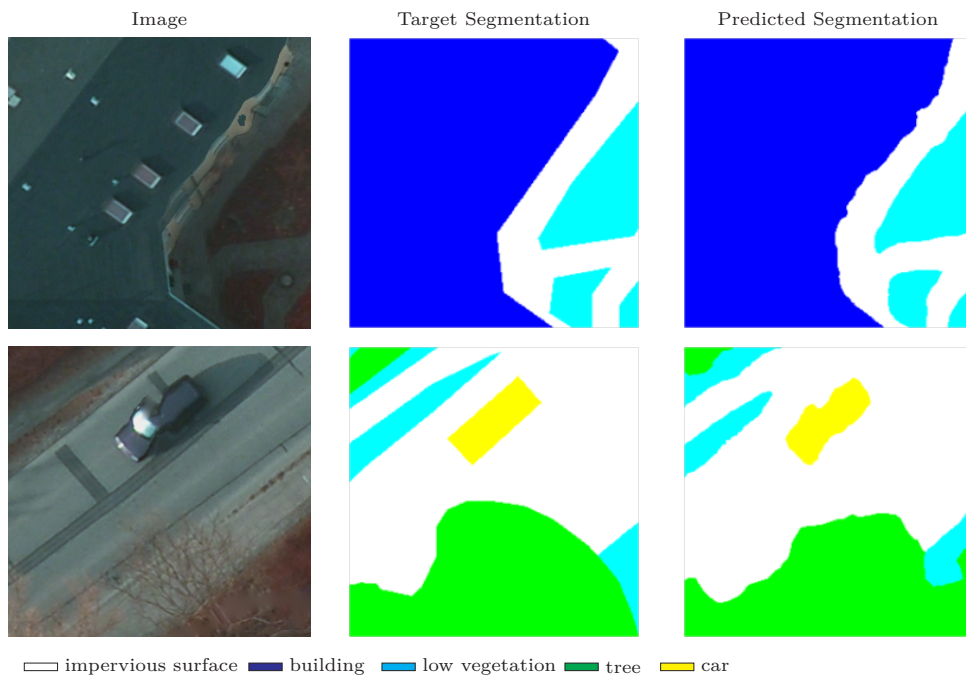 Image Target Segmentation Predicted Segmentation
impervious surface building low vegetation tree car